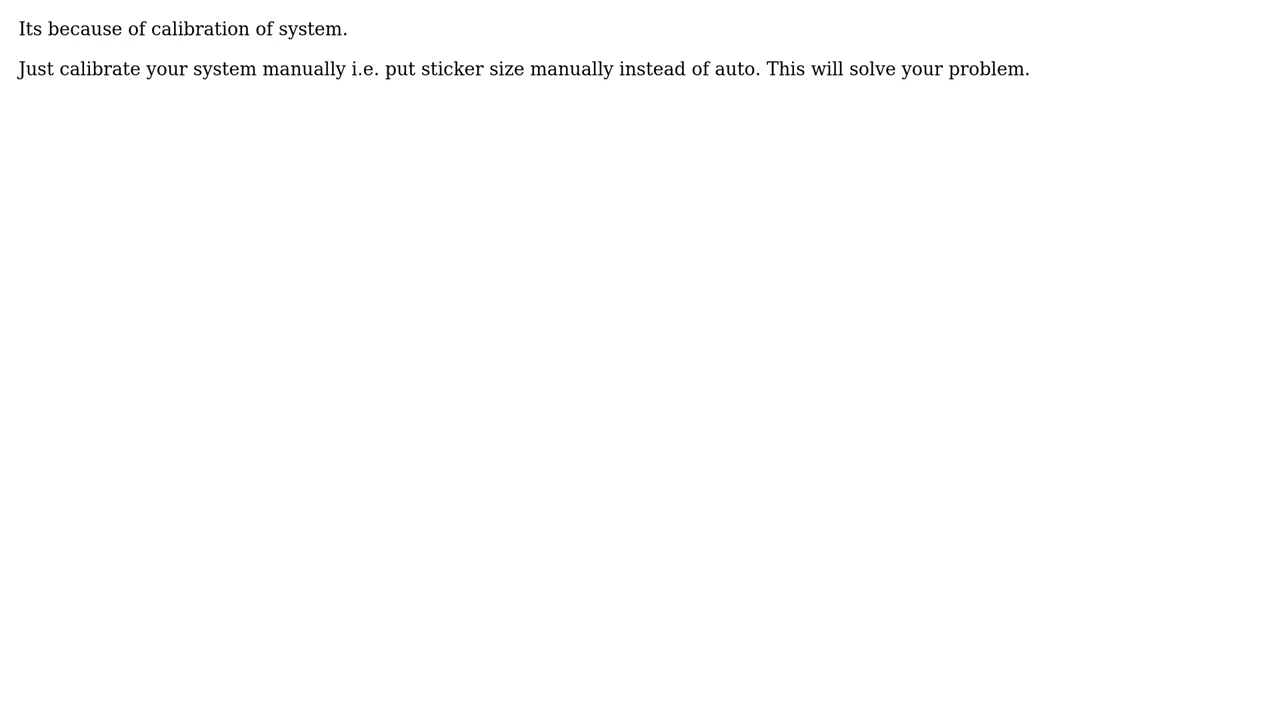 Its because of calibration of system.
Just calibrate your system manually i.e. put sticker size manually instead of auto. This will solve your problem.